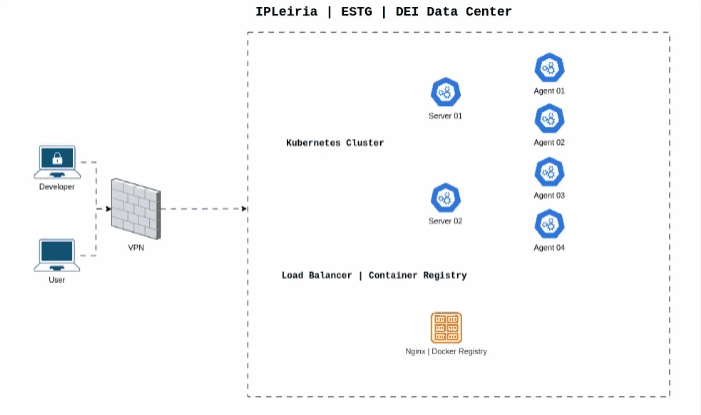 IPLeiria | ESTG | DEI Data Center
Agent 01
Server 01
Agent 02
Kubernetes Cluster
Developer
Agent 03
Server 02
VPN
Agent 04
User
Load Balancer | Container Registry
Nginx | Docker Registry